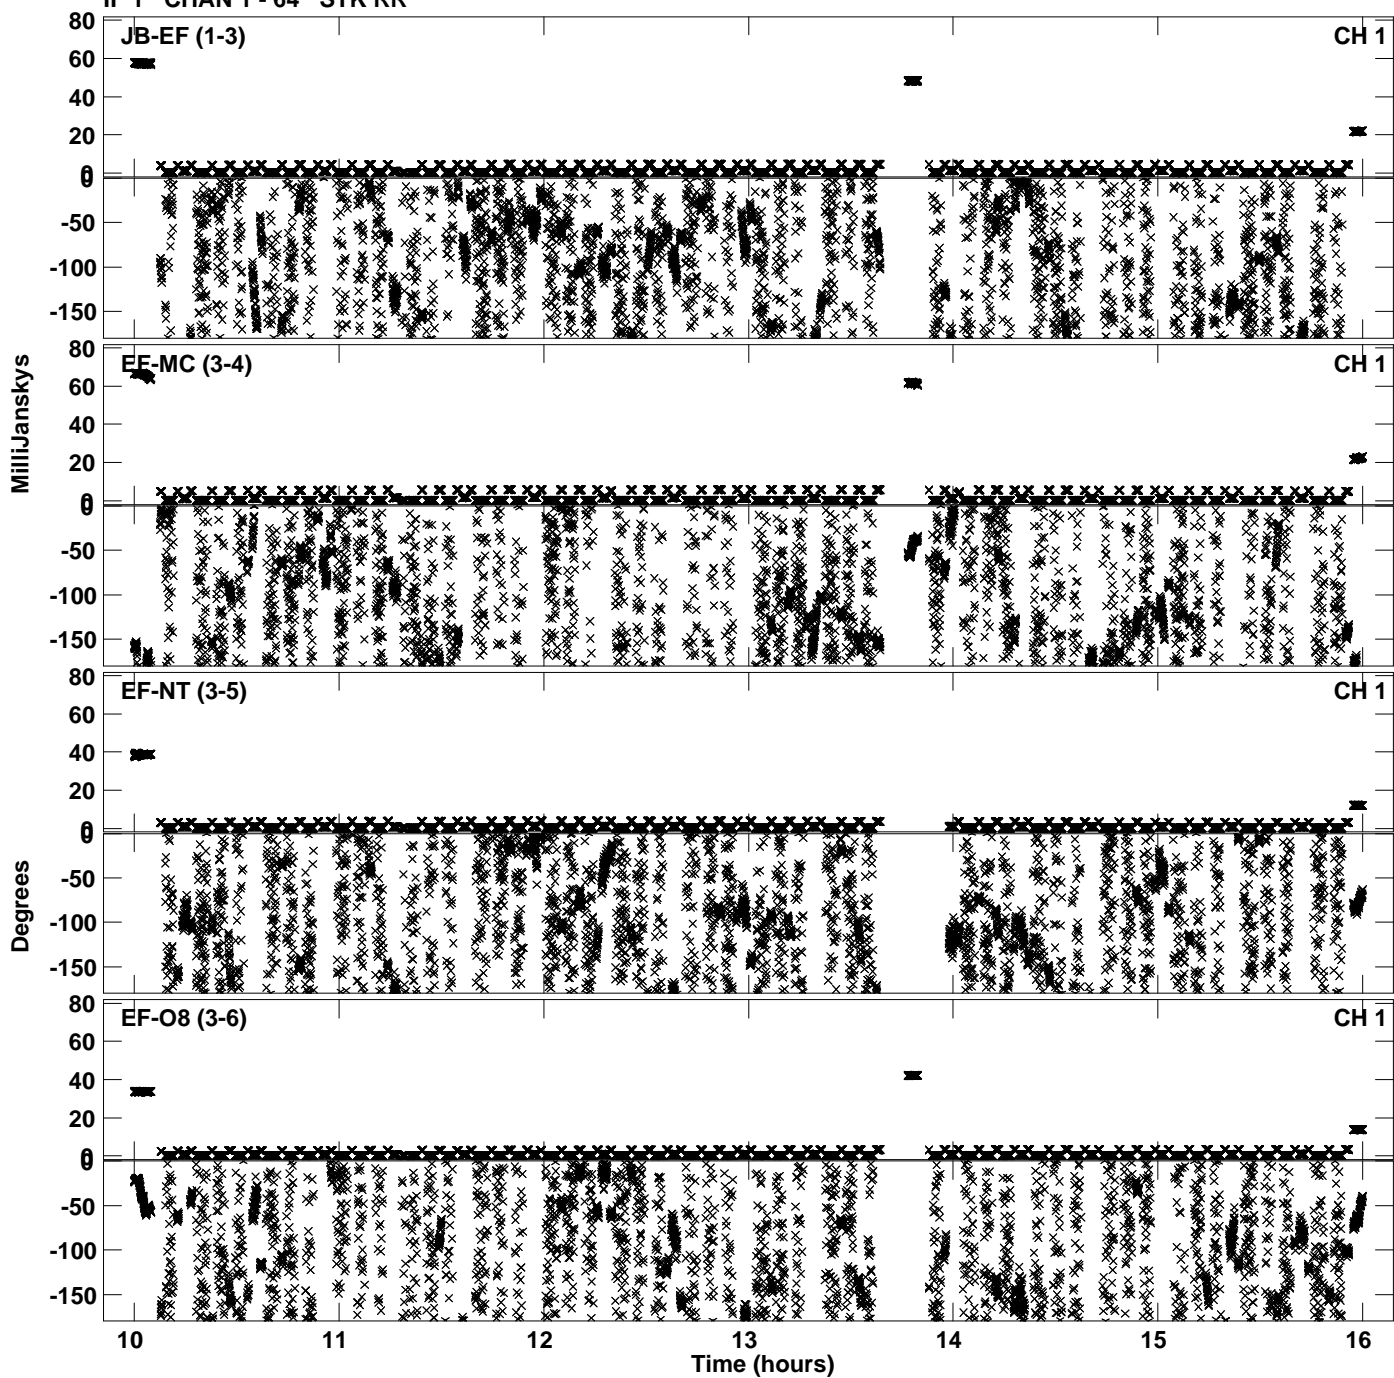 IF 1 CHAN 1 - 64 STK RR
80
JB-EF (1-3)
CH 1
60
40
20
0
0
-50
-100
-150
80
EF-MC (3-4)
CH 1
60
40
20
0
0
-50
-100
-150
MilliJanskys
80
EF-NT (3-5)
CH 1
60
40
20
0
0
-50
-100
-150
Degrees
80
EF-O8 (3-6)
CH 1
60
40
20
0
0
-50
-100
-150
10 11 12 13 14 15 16
Time (hours)